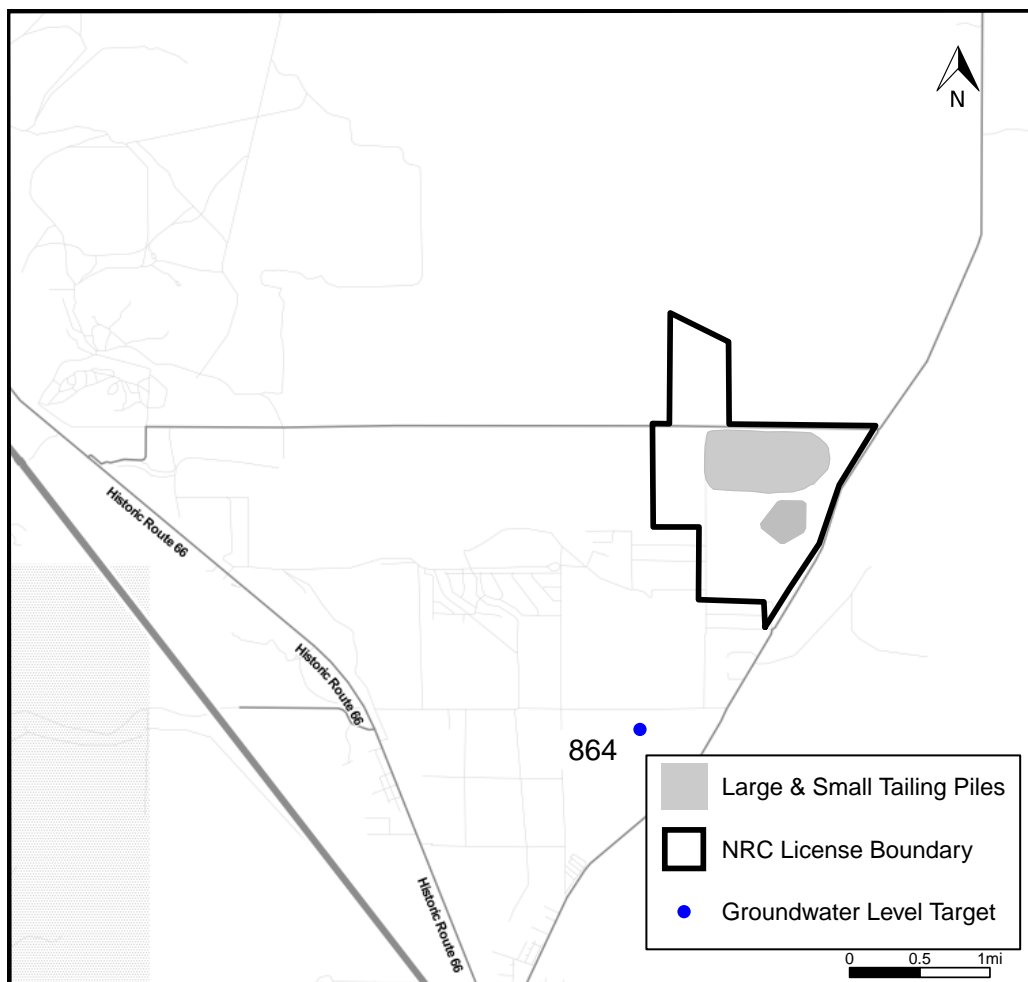 N
Historic Route 66
Historic Route 66
864
Large & Small Tailing Piles
NRC License Boundary
Groundwater Level Target
Historic Route 66
0 0.5 1mi